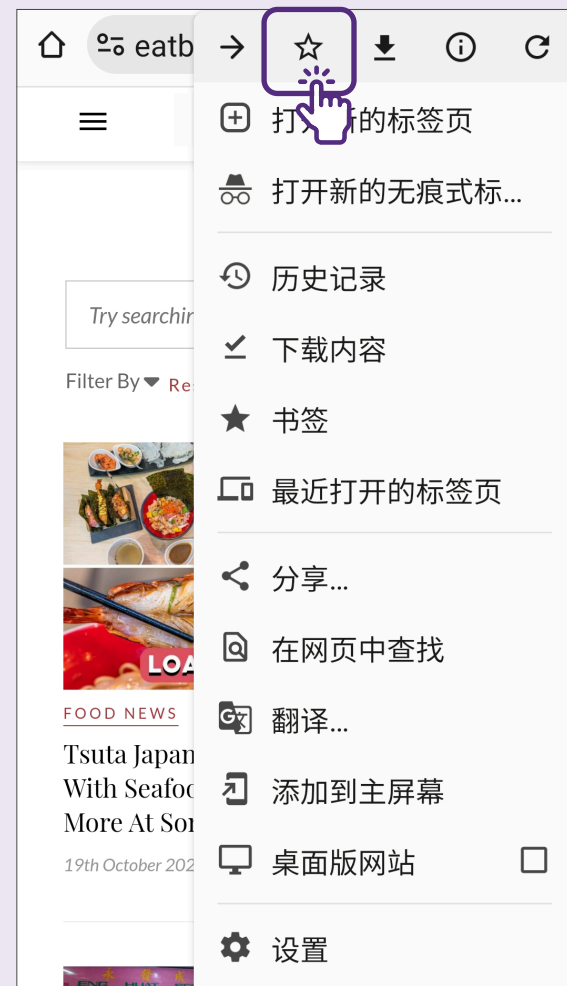 eatb
打开新的标签页
打开新的无痕式标...
历史记录
下载内容
书签
最近打开的标签页
分享...
在网页中查找
翻译...
添加到主屏幕
桌面版网站
设置
Try searchin
Filter By
Re
LOA
FOOD NEWS
Tsuta Japan
With Seafoo
More At Som
19th October 202
ENG HUAT